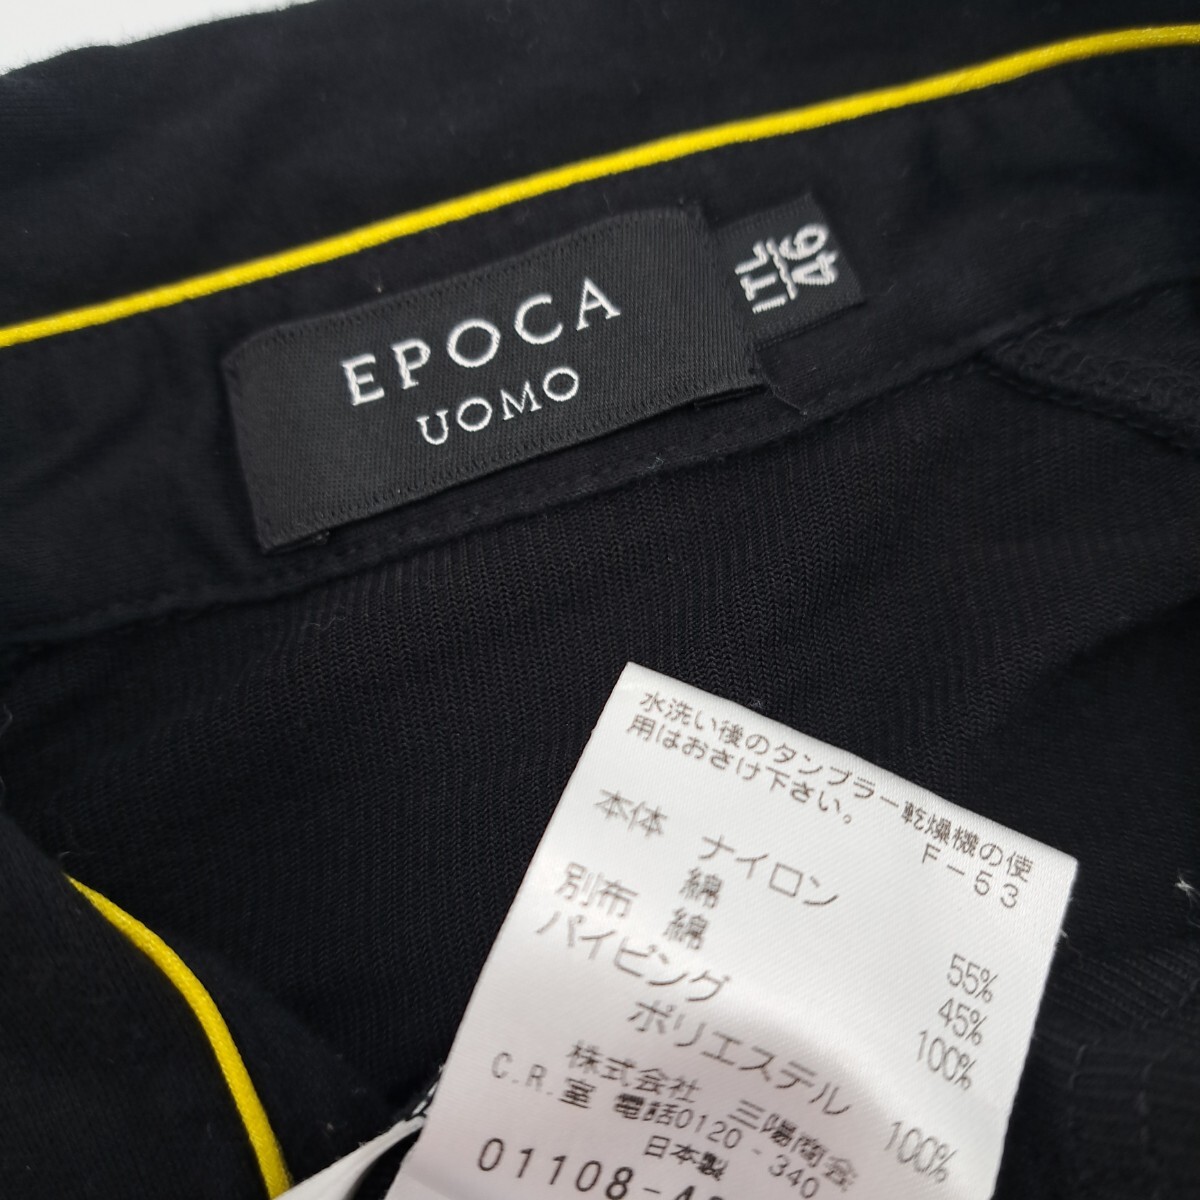 EPOCA
UOMO
ITL
46
水洗い後のタンブラー乾燥機の使
用はおさけ下さい。
F-53
本体 ナイロン 55%
綿 45%
別布 綿 100%
パイピング
ポリエステル 100%
株式会社 三陽商会
C.R.室 電話0120-340
日本製
01108-4